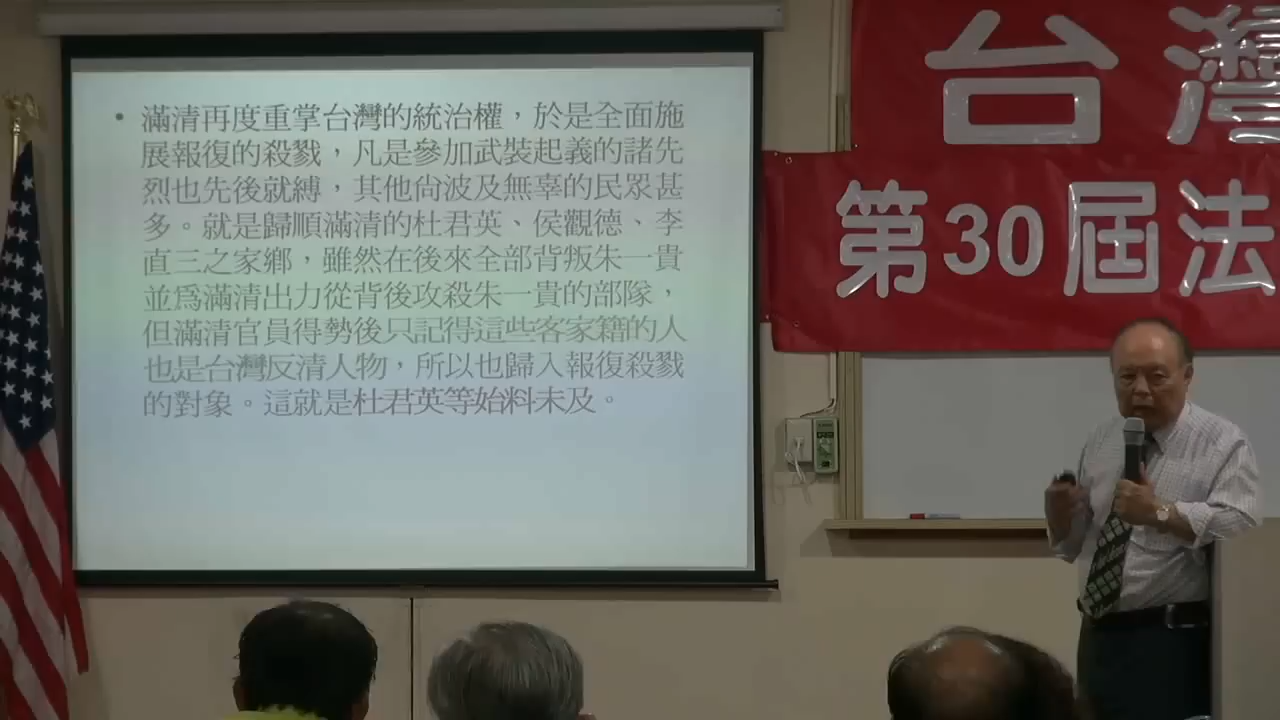 • 滿清再度重掌台灣的統治權，於是全面施
展報復的殺戮，凡是參加武裝起義的諸先
烈也先後就縛，其他尙波及無辜的民眾甚
多。就是歸順滿清的杜君英、侯觀德、李
直三之家鄉，雖然在後來全部背叛朱一貴
並爲滿清出力從背後攻殺朱一貴的部隊，
但滿清官員得勢後只記得這些客家籍的人
也是台灣反清人物，所以也歸入報復殺戮
的對象。這就是杜君英等始料未及。
台灣
第30屆法